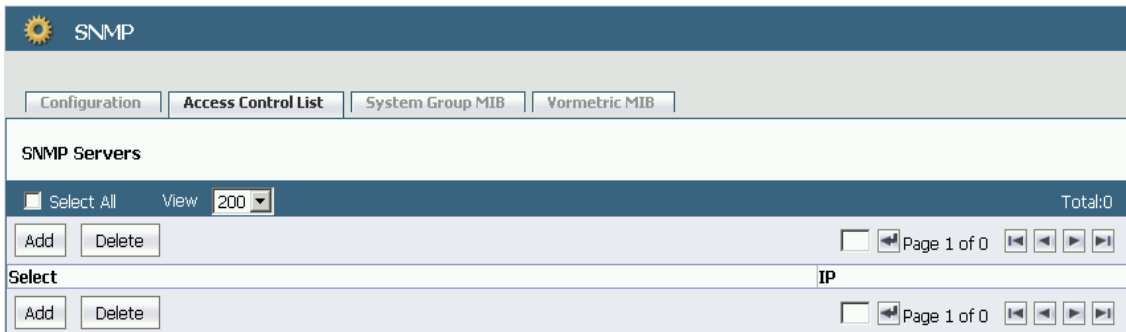 SNMP
Configuration Access Control List System Group MIB Vormetric MIB
SNMP Servers
Select All View 200 Total:0
Add Delete Page 1 of 0
Select IP
Add Delete Page 1 of 0